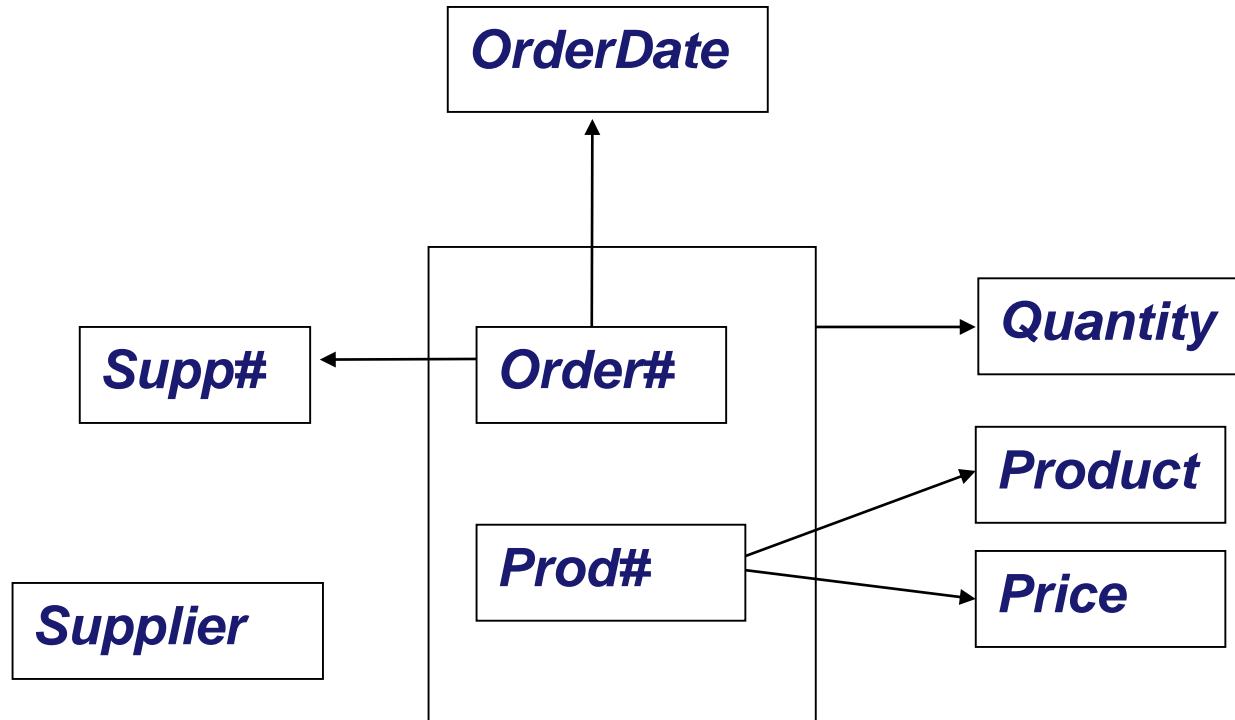 OrderDate
Quantity
Supp#
Order#
Product
Prod#
Price
Supplier